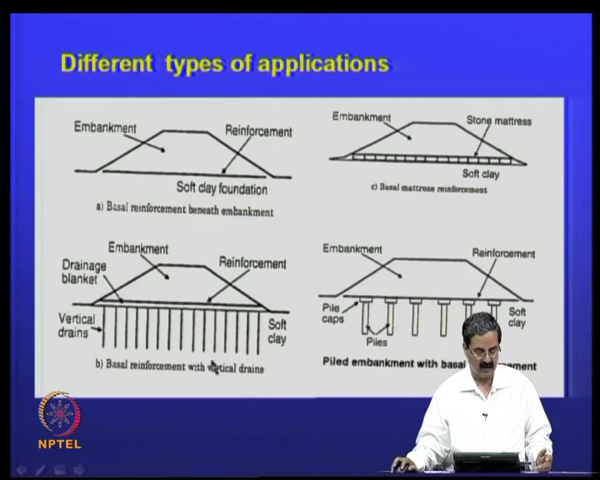 Different types of applications
Embankment
Reinforcement
Soft clay foundation
a) Basal reinforcement beneath embankment
Embankment
Stone mattress
Soft clay
c) Basal mattress reinforcement
Embankment
Drainage
blanket
Reinforcement
Vertical
drains
Soft
clay
b) Basal reinforcement with vertical drains
Embankment
Reinforcement
Pile
caps
Piles
Soft
clay
Piled embankment with basal
NPTEL